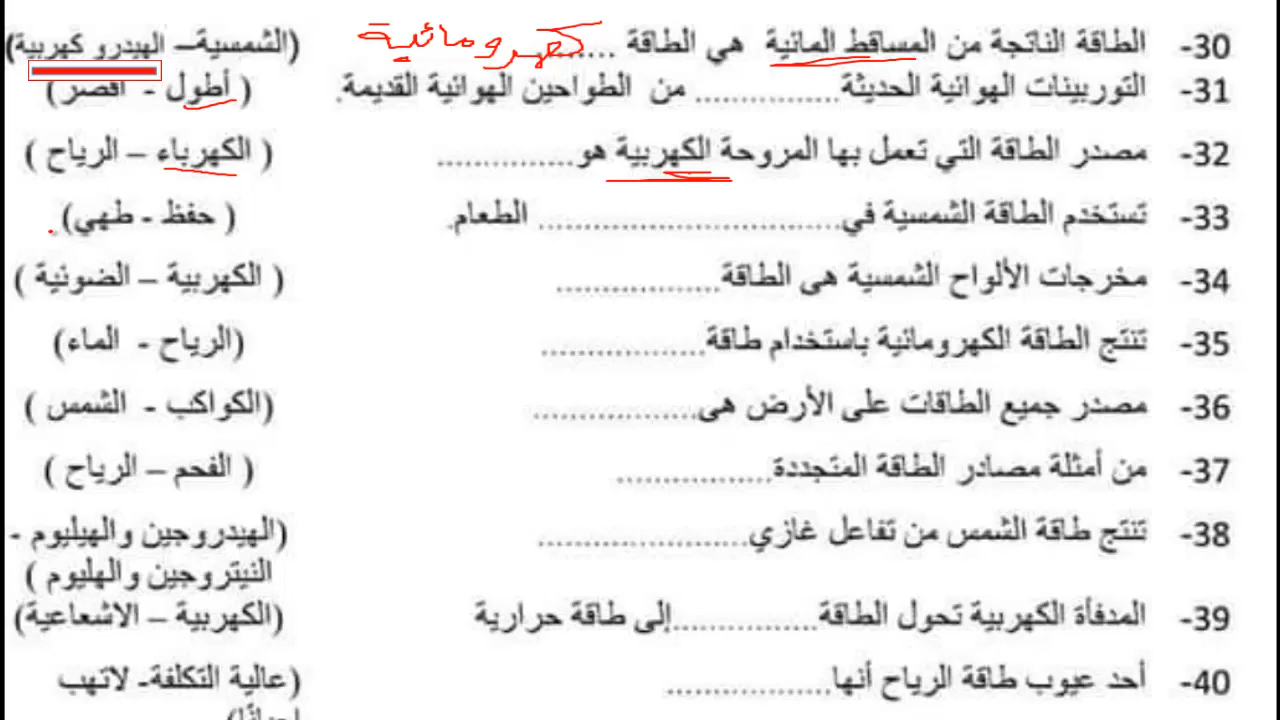 30- الطاقة الناتجة من المساقط المائية هي الطاقة ...... كهرومائية (الشمسية– الهيدرو كهربية)
31- التوربينات الهوائية الحديثة............... من الطواحين الهوائية القديمة. ( أطول - أقصر)
32- مصدر الطاقة التي تعمل بها المروحة الكهربية هو............... ( الكهرباء – الرياح )
33- تستخدم الطاقة الشمسية في............................... الطعام. ( حفظ - طهي)
34- مخرجات الألواح الشمسية هى الطاقة................. ( الكهربية – الضوئية )
35- تنتج الطاقة الكهرومائية باستخدام طاقة................. (الرياح - الماء)
36- مصدر جميع الطاقات على الأرض هى................. (الكواكب - الشمس )
37- من أمثلة مصادر الطاقة المتجددة................ ( الفحم – الرياح )
38- تنتج طاقة الشمس من تفاعل غازي..................... (الهيدروجين والهيليوم -
النيتروجين والهليوم )
39- المدفأة الكهربية تحول الطاقة...............إلى طاقة حرارية (الكهربية – الاشعاعية)
40- أحد عيوب طاقة الرياح أنها................. (عالية التكلفة- لاتهب